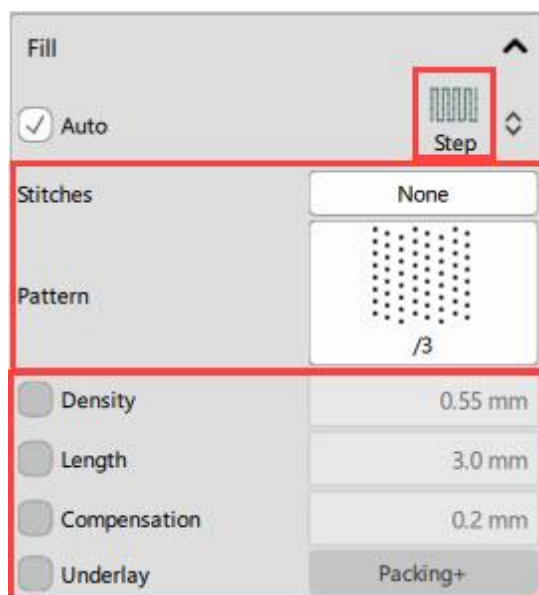 Fill
Auto
Step
Stitches None
Pattern
/3
Density 0.55 mm
Length 3.0 mm
Compensation 0.2 mm
Underlay Packing+